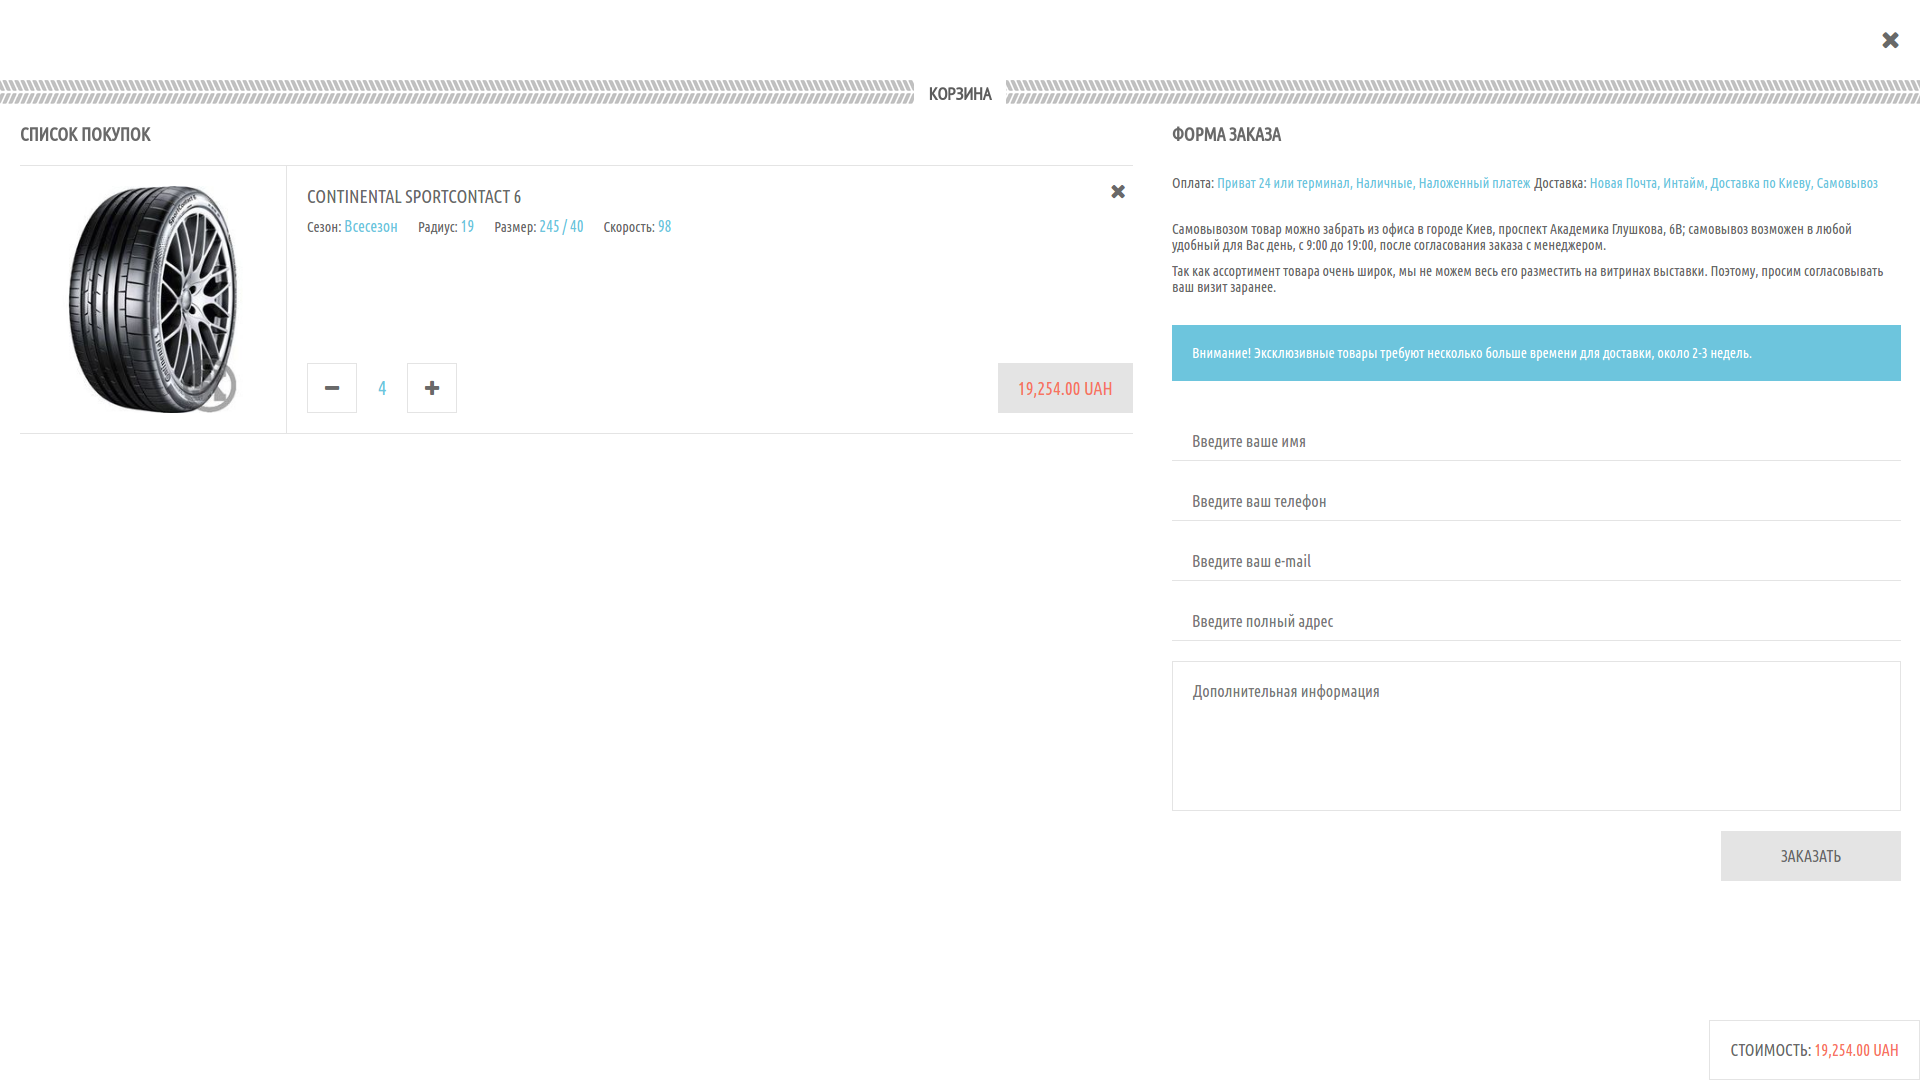 КОРЗИНА
СПИСОК ПОКУПОК
CONTINENTAL SPORTCONTACT 6
Сезон: Всесезон Радиус: 19 Размер: 245 / 40 Скорость: 98
4
19,254.00 UAH
ФОРМА ЗАКАЗА
Оплата: Приват 24 или терминал, Наличные, Наложенный платеж Доставка: Новая Почта, Интайм, Доставка по Киеву, Самовывоз
Самовывозом товар можно забрать из офиса в городе Киев, проспект Академика Глушкова, 6В; самовывоз возможен в любой
удобный для Вас день, с 9:00 до 19:00, после согласования заказа с менеджером.
Так как ассортимент товара очень широк, мы не можем весь его разместить на витринах выставки. Поэтому, просим согласовывать
ваш визит заранее.
Внимание! Эксклюзивные товары требуют несколько больше времени для доставки, около 2-3 недель.
Введите ваше имя
Введите ваш телефон
Введите ваш e-mail
Введите полный адрес
Дополнительная информация
ЗАКАЗАТЬ
СТОИМОСТЬ: 19,254.00 UAH